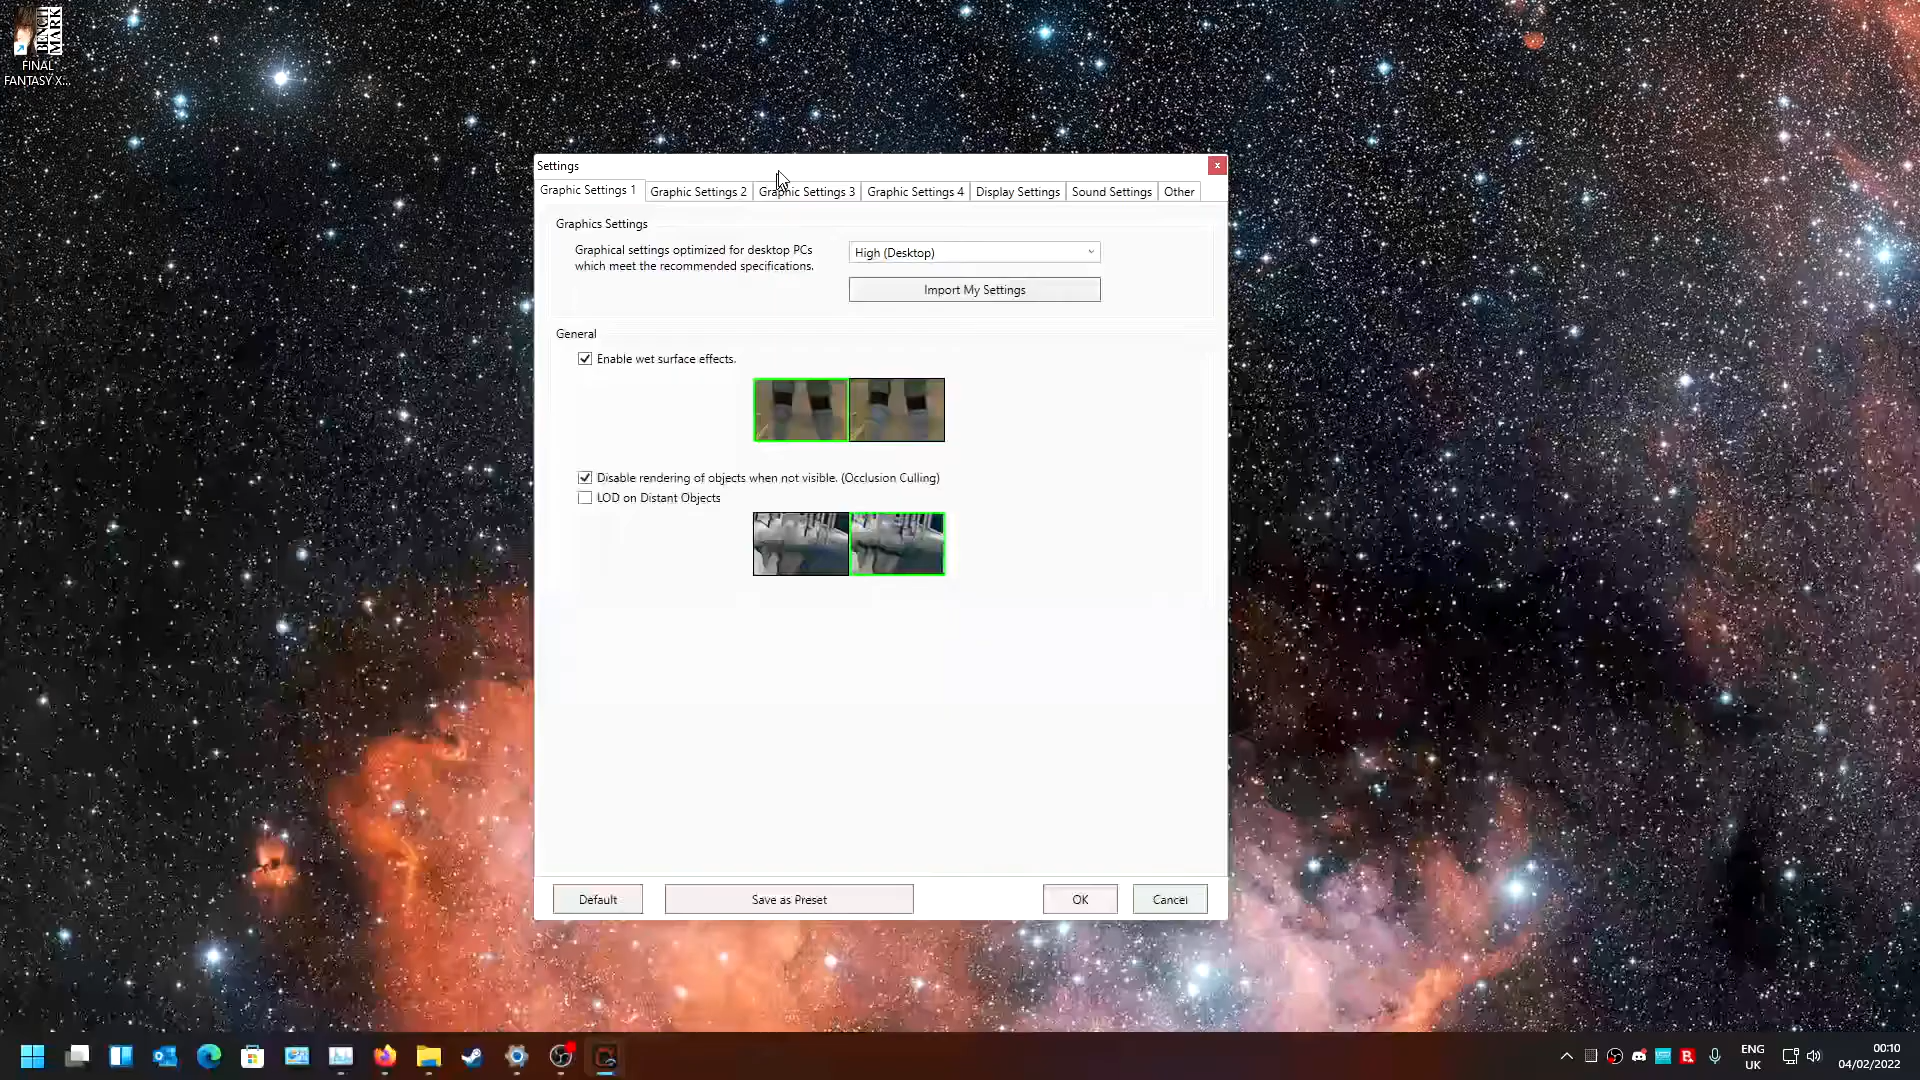 BENCH
MARK
FINAL
FANTASY X...
Settings
Graphic Settings 1
Graphic Settings 2
Graphic Settings 3
Graphic Settings 4
Display Settings
Sound Settings
Other
Graphics Settings
Graphical settings optimized for desktop PCs
which meet the recommended specifications.
High (Desktop)
Import My Settings
General
Enable wet surface effects.
Disable rendering of objects when not visible. (Occlusion Culling)
LOD on Distant Objects
Default
Save as Preset
OK
Cancel
ENG
UK
00:10
04/02/2022